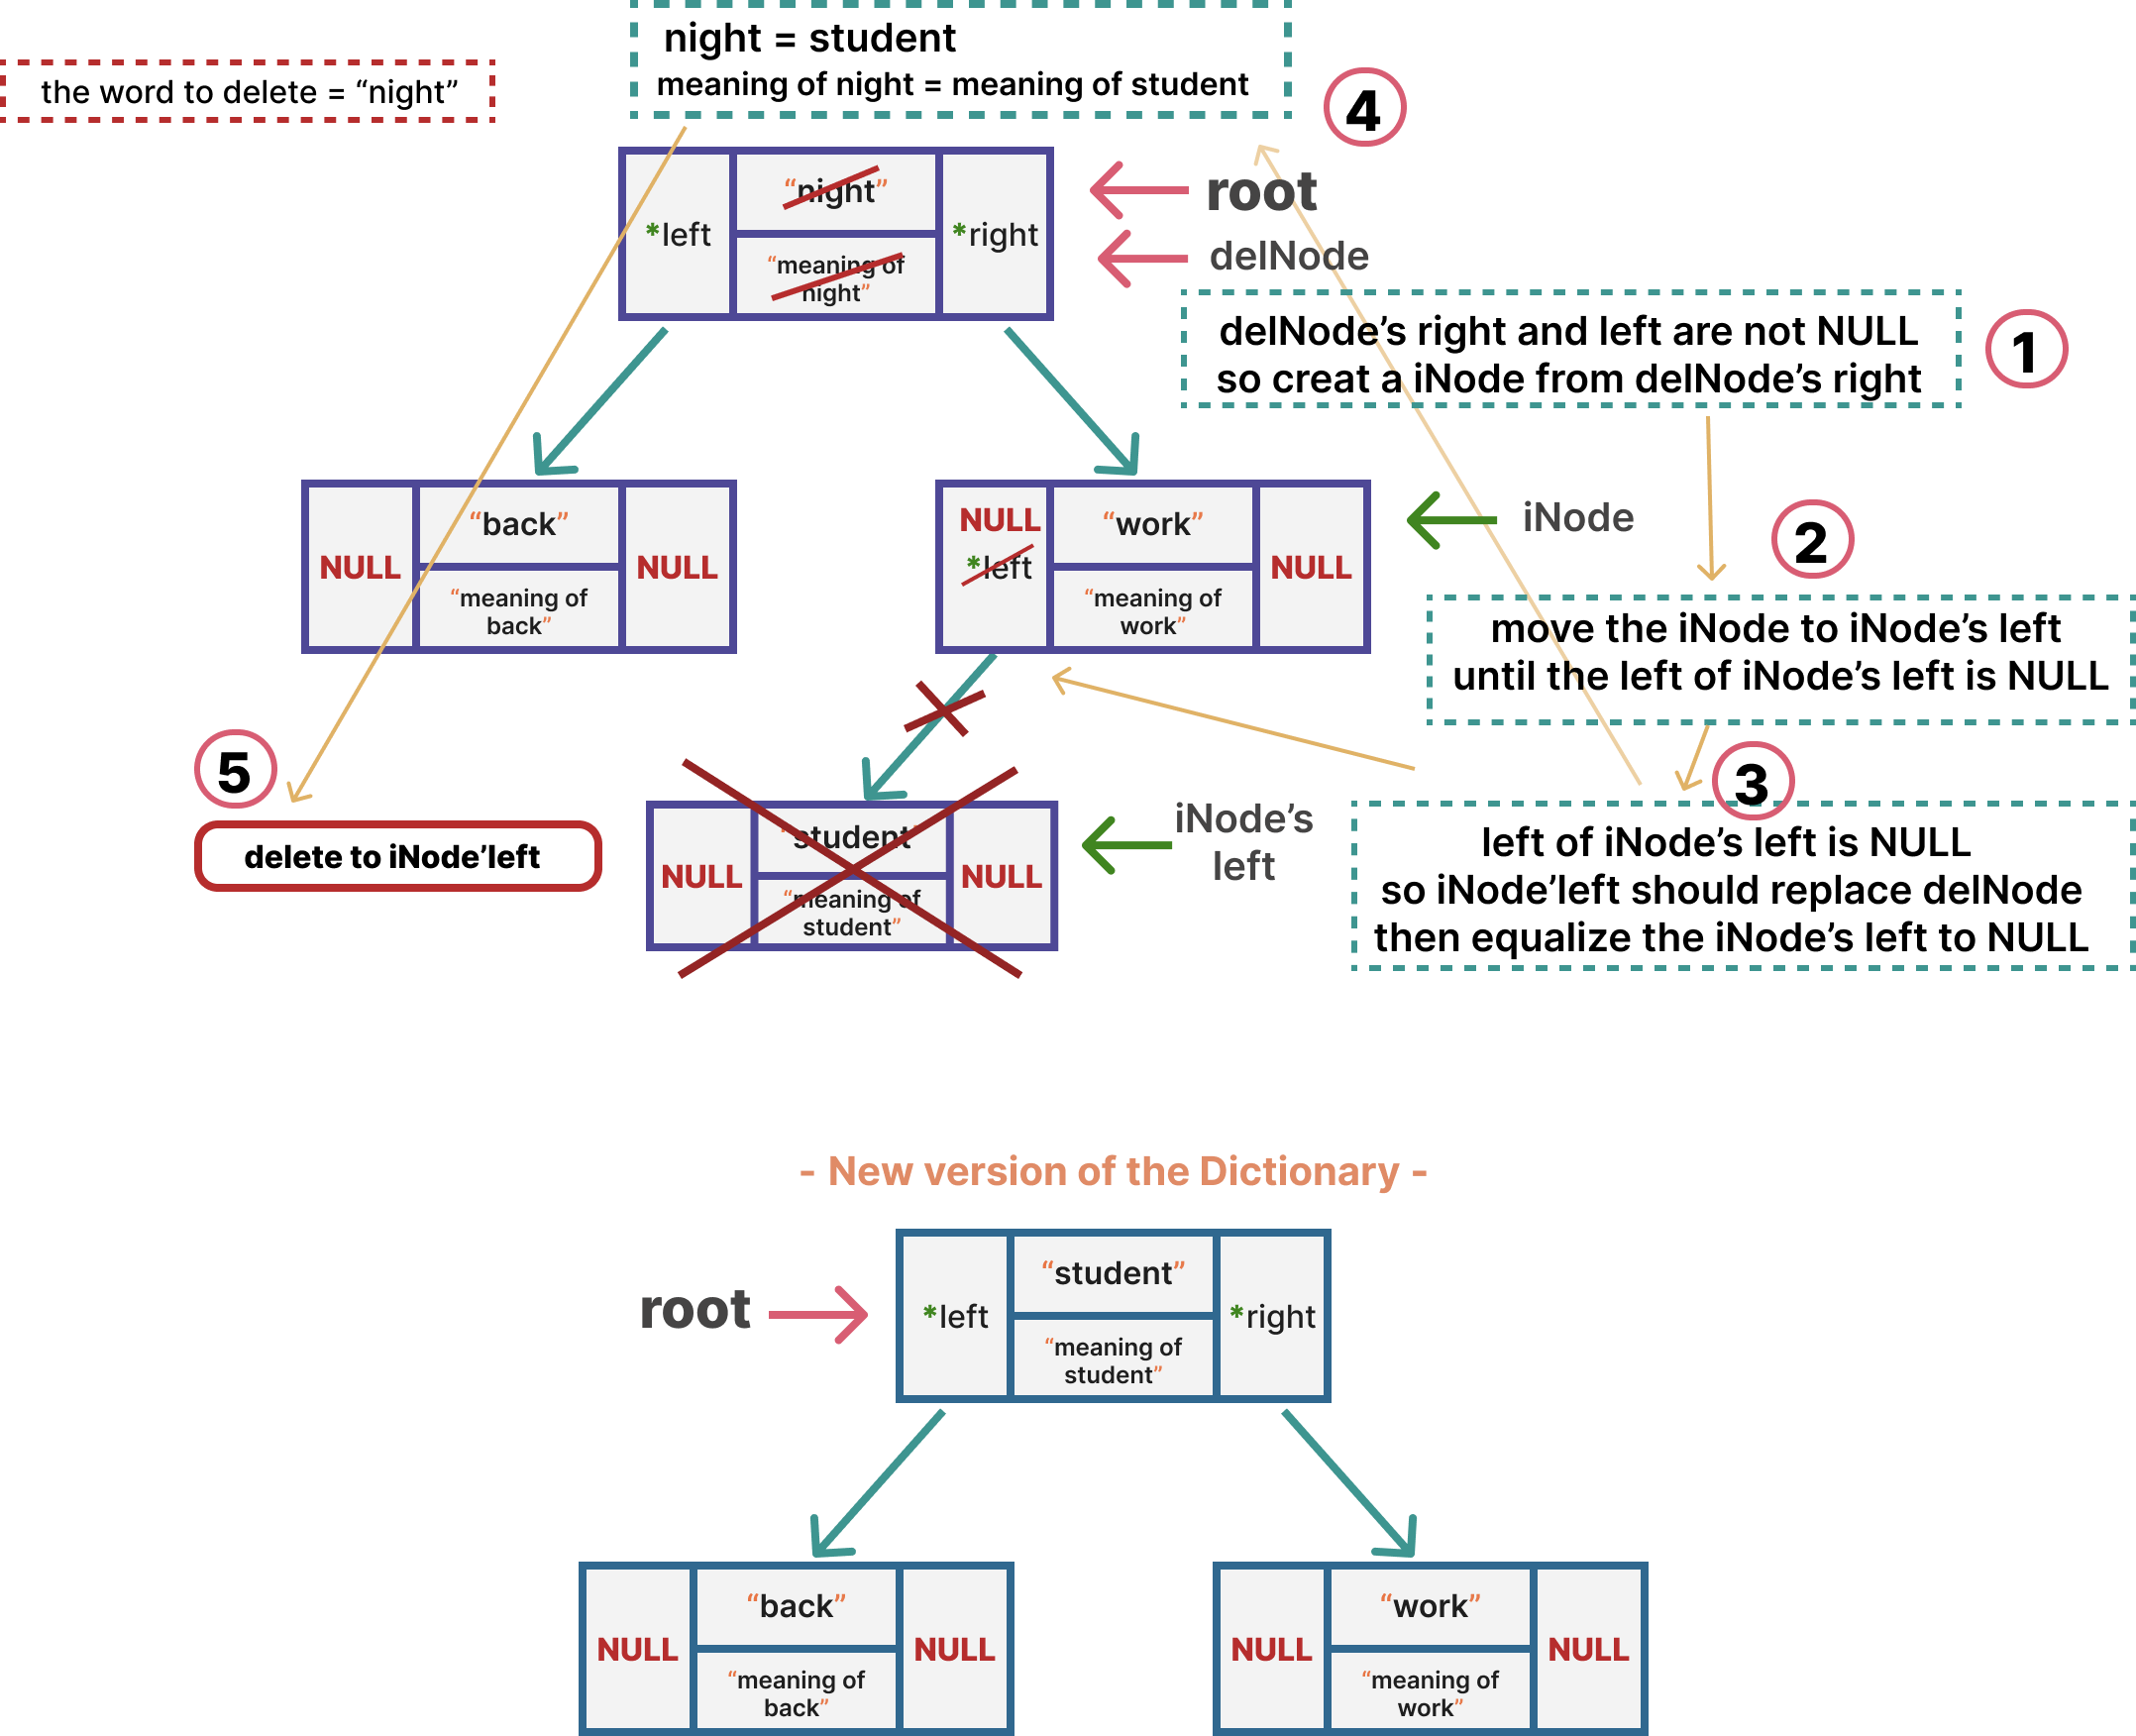 night = student
meaning of night = meaning of student
the word to delete = “night”
4
“night”
*left
*right
“meaning of
night”
root
delNode
delNode’s right and left are not NULL
so creat a iNode from delNode’s right
1
“back”
NULL
NULL
“meaning of
back”
NULL
*left
“work”
NULL
“meaning of
work”
iNode
2
move the iNode to iNode’s left
until the left of iNode’s left is NULL
3
left of iNode’s left is NULL
so iNode’left should replace delNode
then equalize the iNode’s left to NULL
5
delete to iNode’left
“student”
NULL
NULL
“meaning of
student”
iNode’s
left
- New version of the Dictionary -
root
“student”
*left
*right
“meaning of
student”
“back”
NULL
NULL
“meaning of
back”
“work”
NULL
NULL
“meaning of
work”